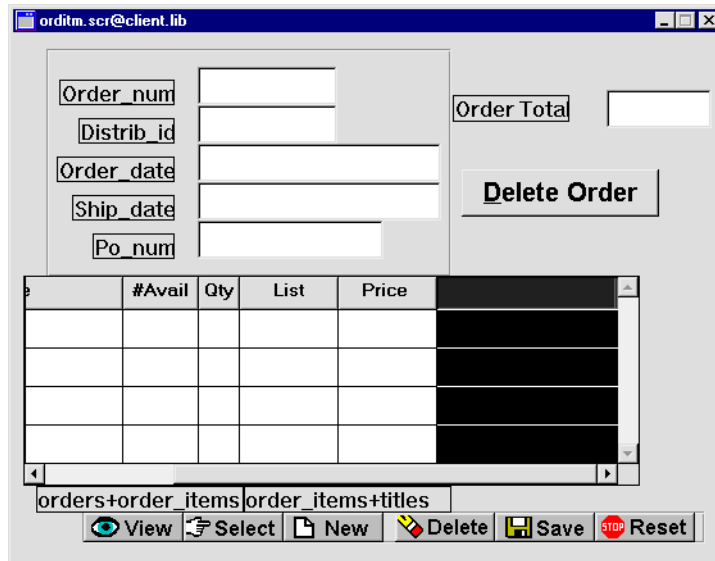 orditm.scr@client.lib
Order_num
Order Total
Distrib_id
Order_date
Delete Order
Ship_date
Po_num
e #Avail Qty List Price
orders+order_items order_items+titles
View Select New Delete STOP Save Reset